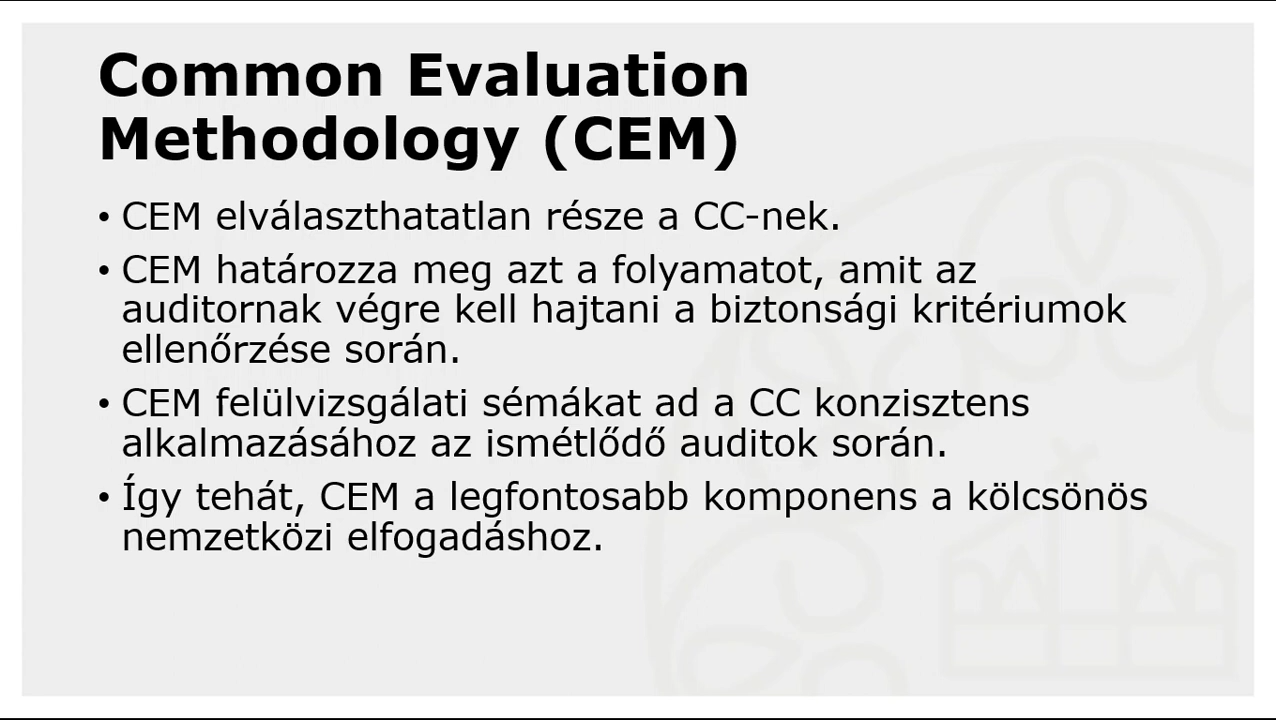 Common Evaluation
Methodology (CEM)
• CEM elválaszthatatlan része a CC-nek.
• CEM határozza meg azt a folyamatot, amit az
auditornak végre kell hajtani a biztonsági kritériumok
ellenőrzése során.
• CEM felülvizsgálati sémákat ad a CC konzisztens
alkalmazásához az ismétlődő auditok során.
• Így tehát, CEM a legfontosabb komponens a kölcsönös
nemzetközi elfogadáshoz.